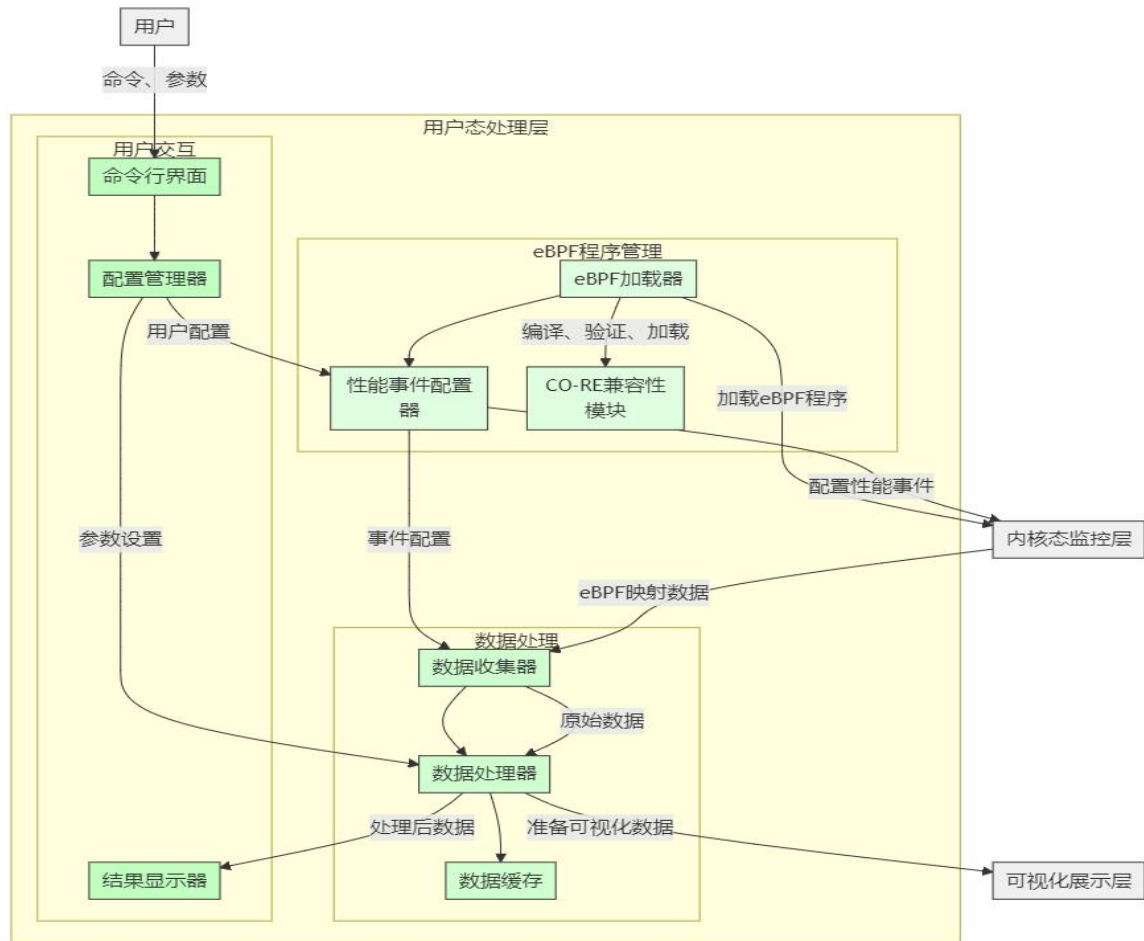 用户
命令、参数
用户态处理层
用户交互
命令行界面
eBPF程序管理
配置管理器
eBPF加载器
用户配置
编译、验证、加载
性能事件配置
器
CO-RE兼容性
模块
加载eBPF程序
配置性能事件
参数设置
事件配置
内核态监控层
eBPF映射数据
数据处理
数据收集器
原始数据
数据处理器
处理后数据
准备可视化数据
结果显示器
数据缓存
可视化展示层